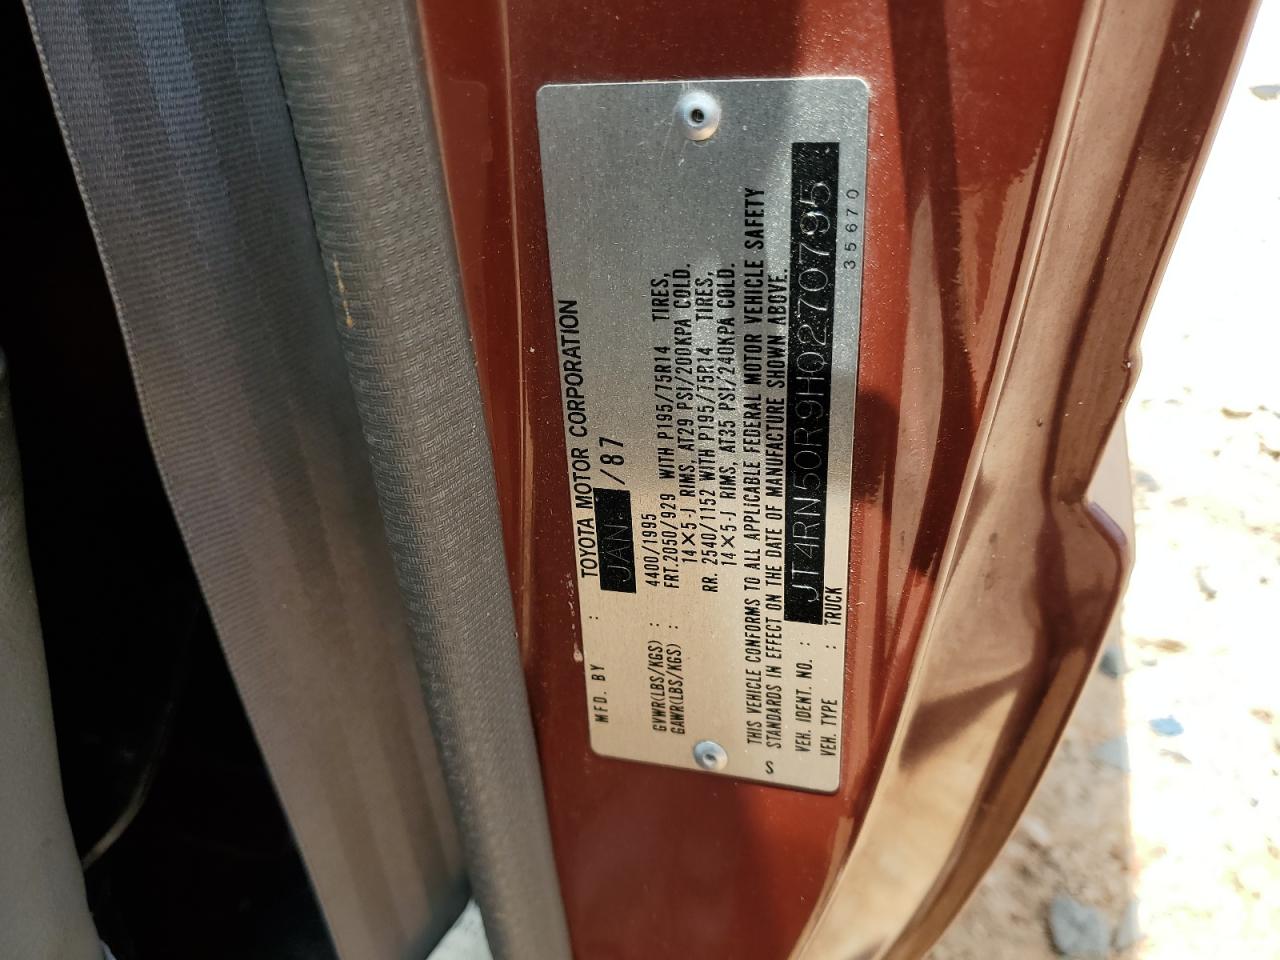 MFD. BY : TOYOTA MOTOR CORPORATION
JAN. /87
GVWR(LBS/KGS) : 4400/1995
GAWR(LBS/KGS) : FRT.2050/929 WITH P195/75R14 TIRES,
14×5-J RIMS, AT29 PSI/200KPA COLD.
RR. 2540/1152 WITH P195/75R14 TIRES,
14×5-J RIMS, AT35 PSI/240KPA COLD.
THIS VEHICLE CONFORMS TO ALL APPLICABLE FEDERAL MOTOR VEHICLE SAFETY
S STANDARDS IN EFFECT ON THE DATE OF MANUFACTURE SHOWN ABOVE.
VEH. IDENT. NO. : JT4RN50R9H0270795
VEH. TYPE : TRUCK
35670